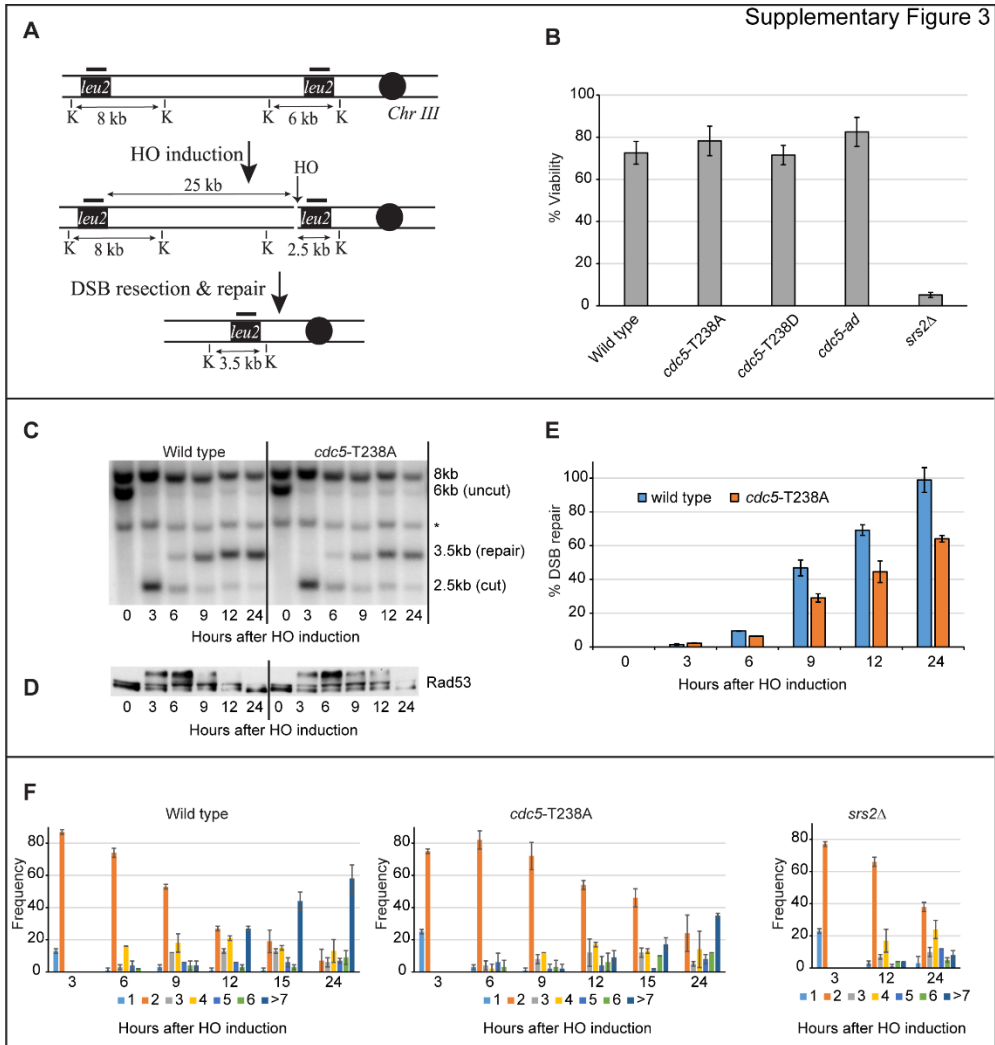 Supplementary Figure 3
A
leu2
leu2
K
8 kb
K
K
6 kb
K
Chr III
HO induction
HO
25 kb
leu2
leu2
K
8 kb
K
K
2.5 kb
K
DSB resection & repair
leu2
K
3.5 kb
K
B
% Viability
100
80
60
40
20
0
Wild type
cdc5-T238A
cdc5-T238D
cdc5-ad
srs2Δ
C
Wild type
cdc5-T238A
8kb
6kb (uncut)
*
3.5kb (repair)
2.5kb (cut)
0 3 6 9 12 24 0 3 6 9 12 24
Hours after HO induction
D
Rad53
0 3 6 9 12 24 0 3 6 9 12 24
Hours after HO induction
E
% DSB repair
100
80
60
40
20
0
wild type
cdc5-T238A
0 3 6 9 12 24
Hours after HO induction
F
Wild type
Frequency
80
60
40
20
0
3 6 9 12 15 24
1 2 3 4 5 6 >7
Hours after HO induction
cdc5-T238A
Frequency
80
60
40
20
0
3 6 9 12 15 24
1 2 3 4 5 6 >7
Hours after HO induction
srs2Δ
Frequency
80
60
40
20
0
3 12 24
1 2 3 4 5 6 >7
Hours after HO induction